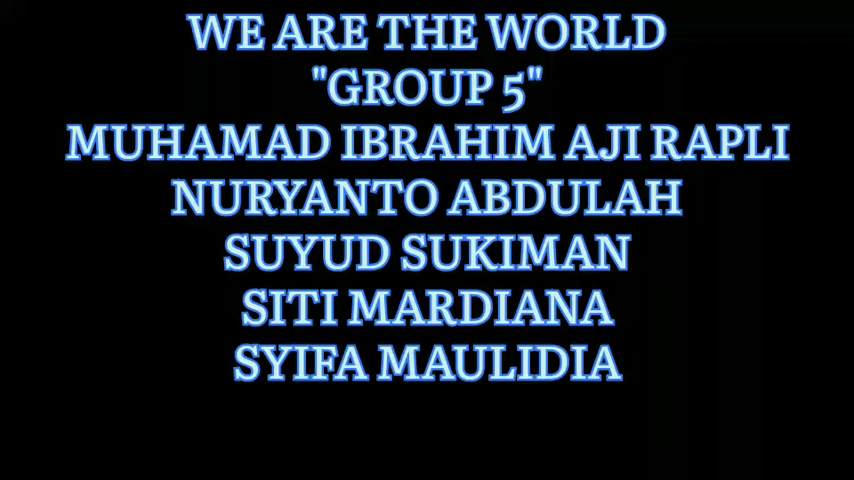 WE ARE THE WORLD
"GROUP 5"
MUHAMAD IBRAHIM AJI RAPLI
NURYANTO ABDULAH
SUYUD SUKIMAN
SITI MARDIANA
SYIFA MAULIDIA